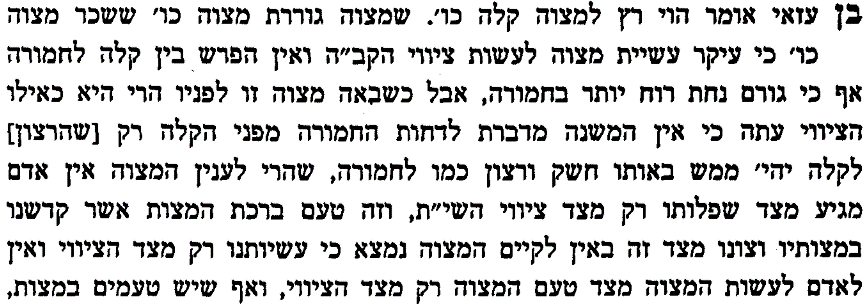 בן עזאי אומר הוי רץ למצוה קלה כו׳. שמצוה גוררת מצוה כו׳ ששכר מצוה
כו׳ כי עיקר עשיית מצוה לעשות ציווי הקב״ה ואין הפרש בין קלה לחמורה
אף כי גורם נחת רוח יותר בחמורה, אבל כשבאה מצוה זו לפניו הרי היא כאילו
הציווי עתה כי אין המשנה מדברת לדחות החמורה מפני הקלה רק [שהרצון]
לקלה יהי׳ ממש באותו חשק ורצון כמו לחמורה, שהרי לענין המצוה אין אדם
מגיע מצד שפלותו רק מצד ציווי השי״ת, וזה טעם ברכת המצות אשר קדשנו
במצותיו וצונו מצד זה באין לקיים המצוה נמצא כי עשיותנו רק מצד הציווי ואין
לאדם לעשות המצוה מצד טעם המצוה רק מצד הציווי, ואף שיש טעמים במצות,